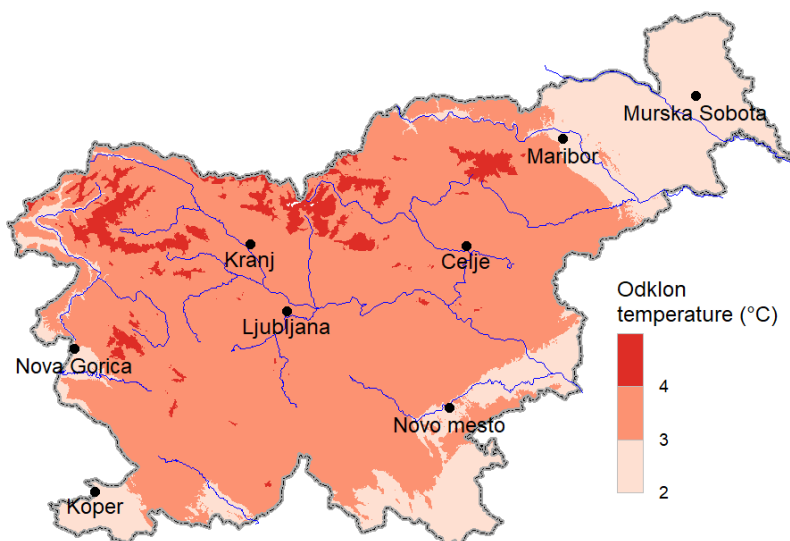 Murska Sobota
Maribor
Kranj
Celje
Ljubljana
Nova Gorica
Novo mesto
Koper
Odklon
temperature (°C)
4
3
2